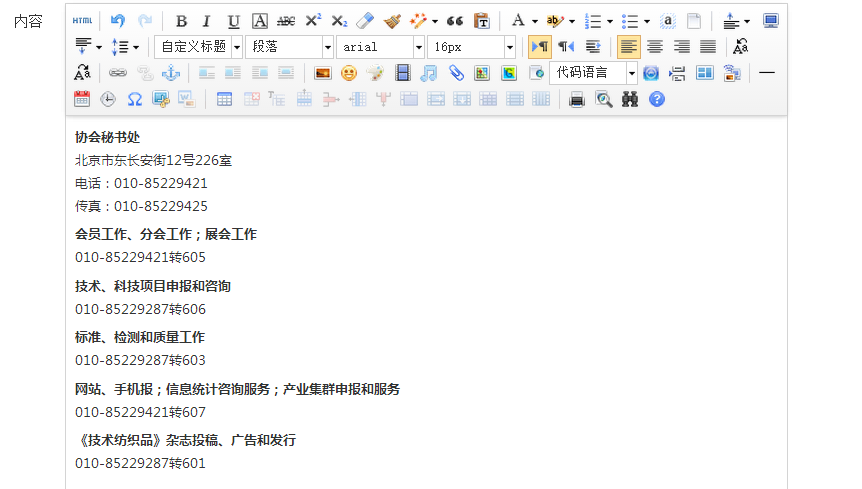 内容
HTML
B I U A ABC X² X₂
自定义标题 段落 arial 16px
代码语言
协会秘书处
北京市东长安街12号226室
电话：010-85229421
传真：010-85229425
会员工作、分会工作；展会工作
010-85229421转605
技术、科技项目申报和咨询
010-85229287转606
标准、检测和质量工作
010-85229287转603
网站、手机报；信息统计咨询服务；产业集群申报和服务
010-85229421转607
《技术纺织品》杂志投稿、广告和发行
010-85229287转601